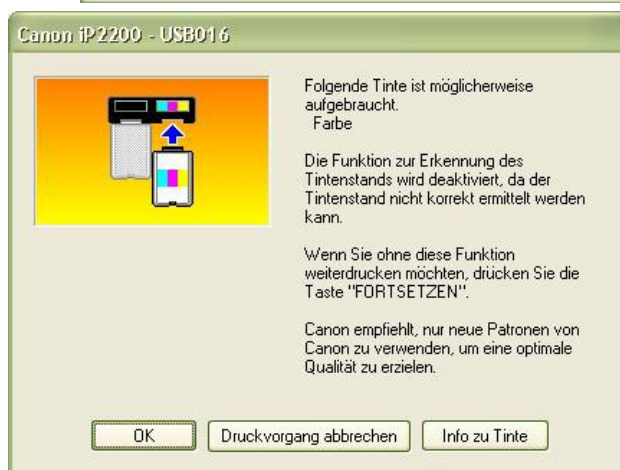 Canon iP2200 - USB016
Folgende Tinte ist möglicherweise
aufgebraucht.
Farbe
Die Funktion zur Erkennung des
Tintenstands wird deaktiviert, da der
Tintenstand nicht korrekt ermittelt werden
kann.
Wenn Sie ohne diese Funktion
weiterdrucken möchten, drücken Sie die
Taste "FORTSETZEN".
Canon empfiehlt, nur neue Patronen von
Canon zu verwenden, um eine optimale
Qualität zu erzielen.
OK
Druckvorgang abbrechen
Info zu Tinte